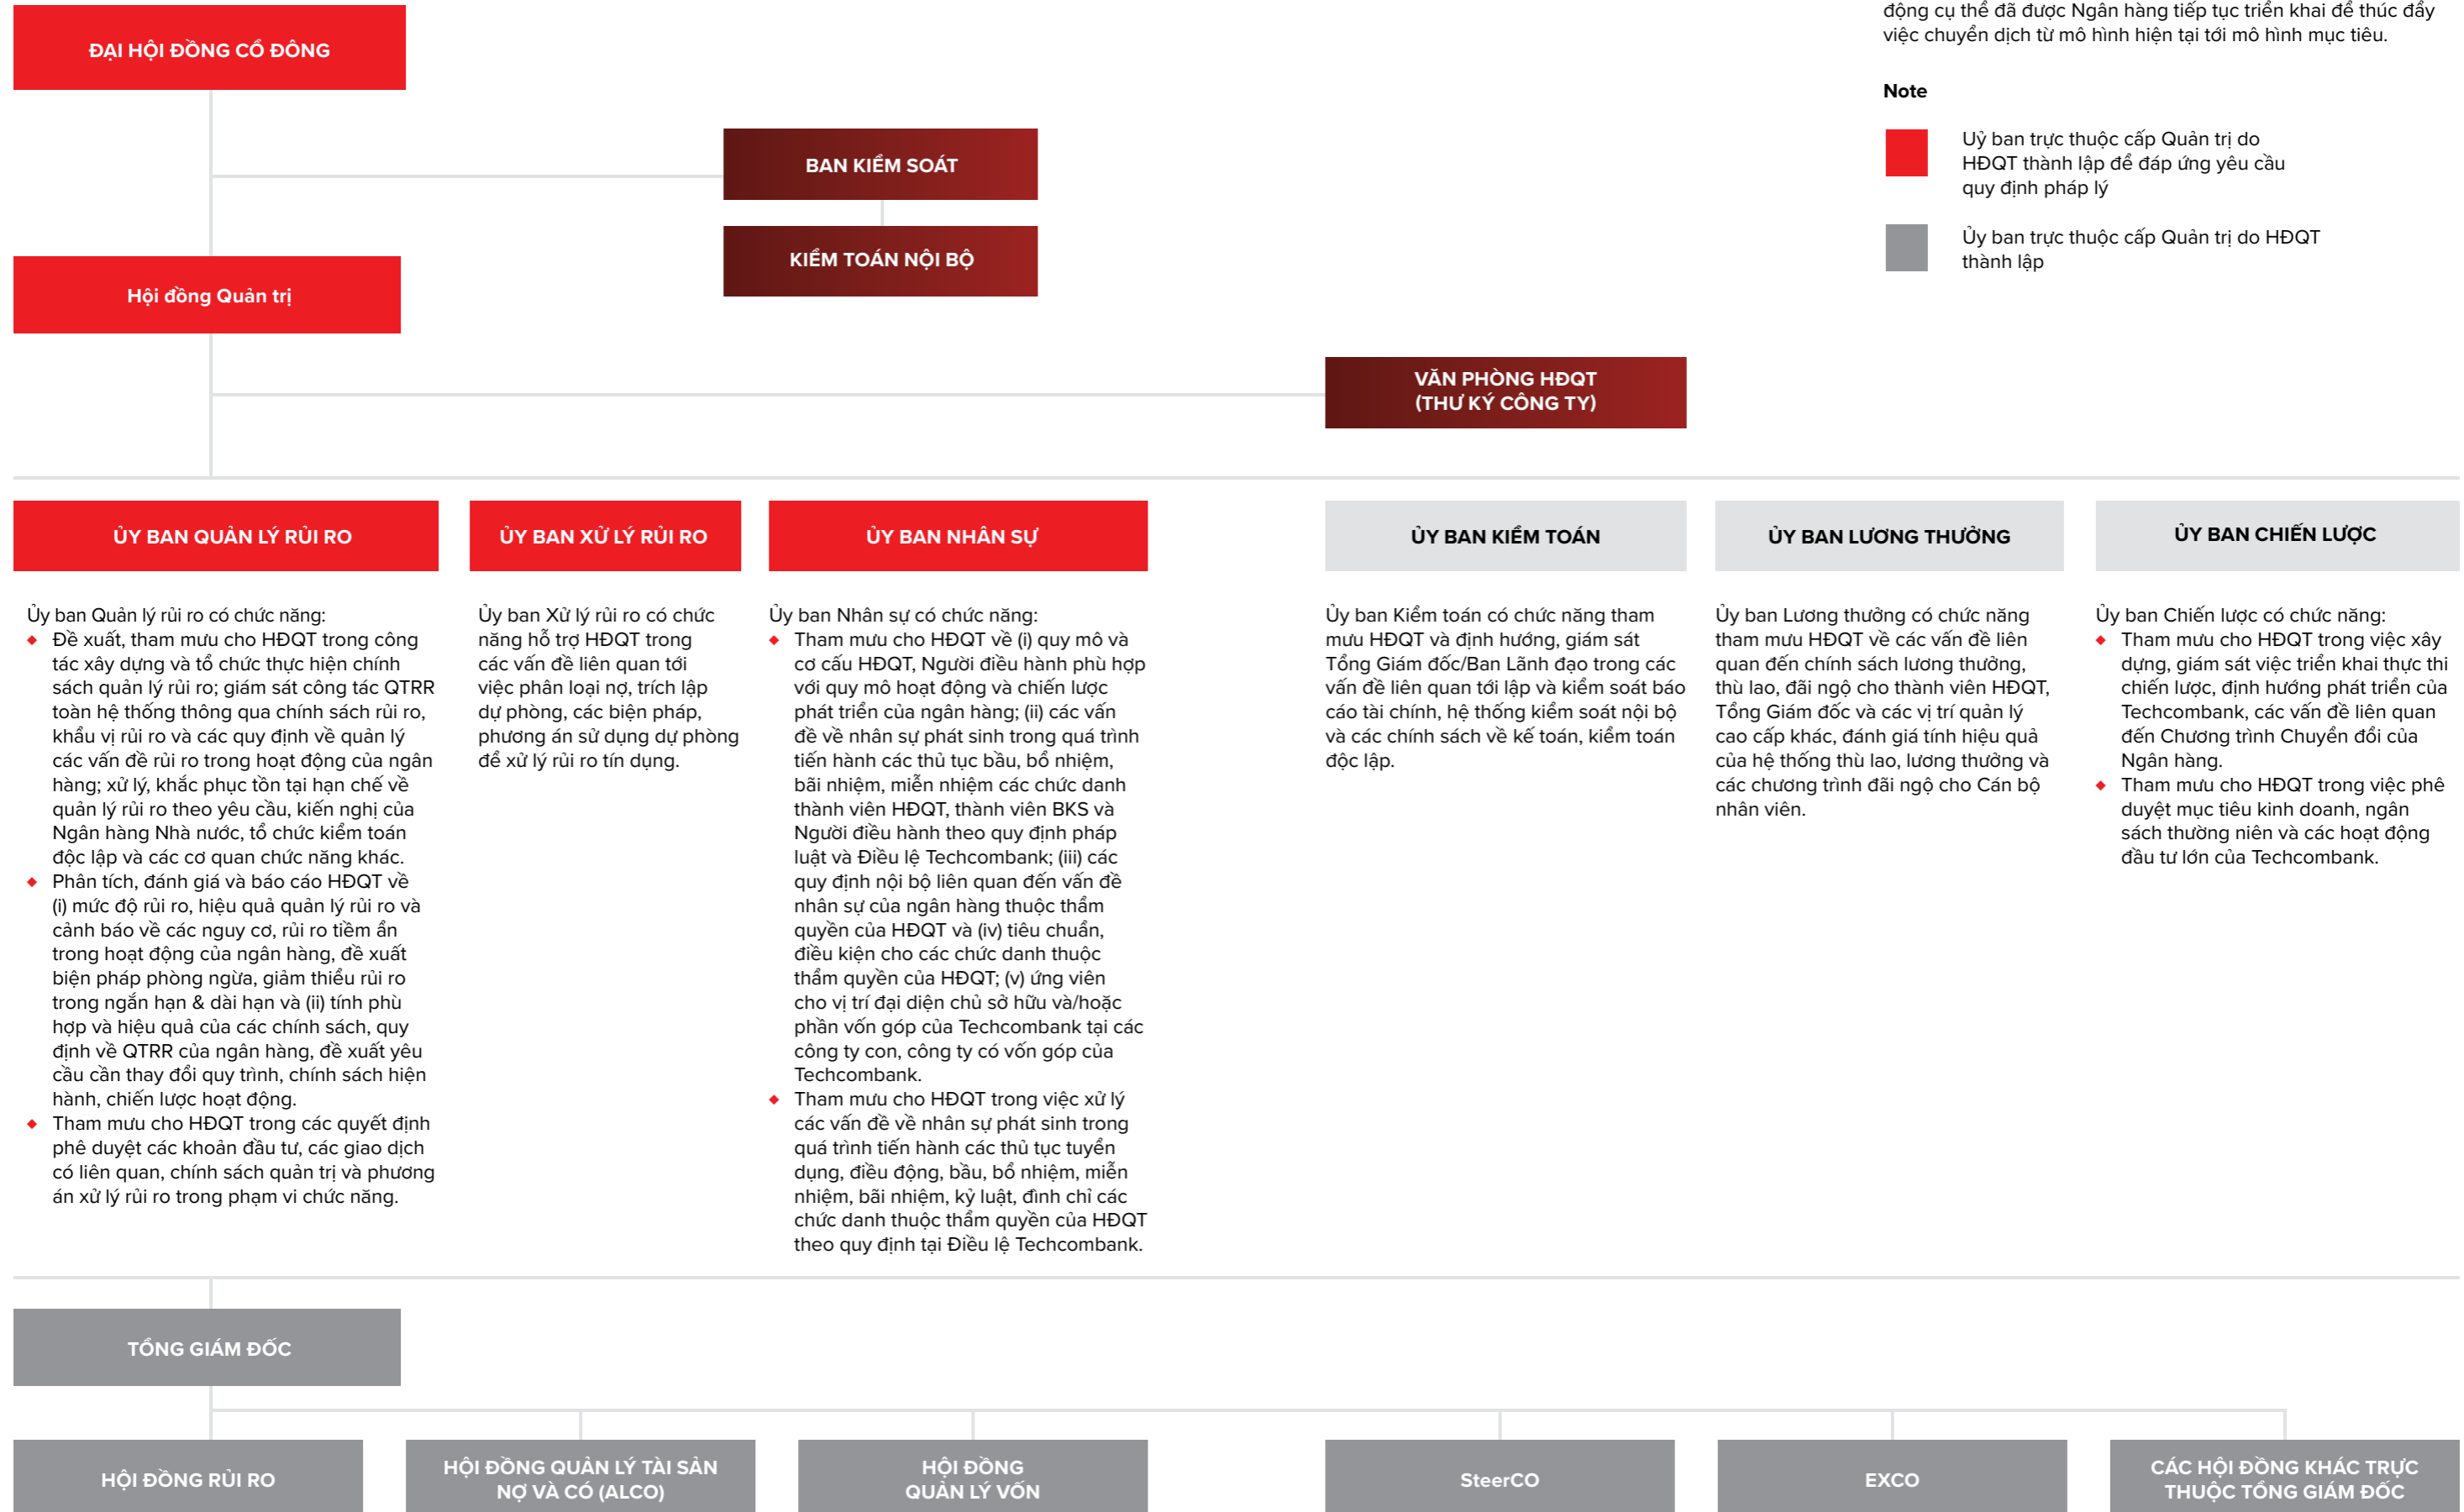 động cụ thể đã được Ngân hàng tiếp tục triển khai để thúc đẩy
việc chuyển dịch từ mô hình hiện tại tới mô hình mục tiêu.
Note
Uỷ ban trực thuộc cấp Quản trị do
HĐQT thành lập để đáp ứng yêu cầu
quy định pháp lý
Ủy ban trực thuộc cấp Quản trị do HĐQT
thành lập
ĐẠI HỘI ĐỒNG CỔ ĐÔNG
BAN KIỂM SOÁT
KIỂM TOÁN NỘI BỘ
Hội đồng Quản trị
VĂN PHÒNG HĐQT
(THƯ KÝ CÔNG TY)
ỦY BAN QUẢN LÝ RỦI RO
Ủy ban Quản lý rủi ro có chức năng:
◆ Đề xuất, tham mưu cho HĐQT trong công
tác xây dựng và tổ chức thực hiện chính
sách quản lý rủi ro; giám sát công tác QTRR
toàn hệ thống thông qua chính sách rủi ro,
khẩu vị rủi ro và các quy định về quản lý
các vấn đề rủi ro trong hoạt động của ngân
hàng; xử lý, khắc phục tồn tại hạn chế về
quản lý rủi ro theo yêu cầu, kiến nghị của
Ngân hàng Nhà nước, tổ chức kiểm toán
độc lập và các cơ quan chức năng khác.
◆ Phân tích, đánh giá và báo cáo HĐQT về
(i) mức độ rủi ro, hiệu quả quản lý rủi ro và
cảnh báo về các nguy cơ, rủi ro tiềm ẩn
trong hoạt động của ngân hàng, đề xuất
biện pháp phòng ngừa, giảm thiểu rủi ro
trong ngắn hạn & dài hạn và (ii) tính phù
hợp và hiệu quả của các chính sách, quy
định về QTRR của ngân hàng, đề xuất yêu
cầu cần thay đổi quy trình, chính sách hiện
hành, chiến lược hoạt động.
◆ Tham mưu cho HĐQT trong các quyết định
phê duyệt các khoản đầu tư, các giao dịch
có liên quan, chính sách quản trị và phương
án xử lý rủi ro trong phạm vi chức năng.
ỦY BAN XỬ LÝ RỦI RO
Ủy ban Xử lý rủi ro có chức
năng hỗ trợ HĐQT trong
các vấn đề liên quan tới
việc phân loại nợ, trích lập
dự phòng, các biện pháp,
phương án sử dụng dự phòng
để xử lý rủi ro tín dụng.
ỦY BAN NHÂN SỰ
Ủy ban Nhân sự có chức năng:
◆ Tham mưu cho HĐQT về (i) quy mô và
cơ cấu HĐQT, Người điều hành phù hợp
với quy mô hoạt động và chiến lược
phát triển của ngân hàng; (ii) các vấn
đề về nhân sự phát sinh trong quá trình
tiến hành các thủ tục bầu, bổ nhiệm,
bãi nhiệm, miễn nhiệm các chức danh
thành viên HĐQT, thành viên BKS và
Người điều hành theo quy định pháp
luật và Điều lệ Techcombank; (iii) các
quy định nội bộ liên quan đến vấn đề
nhân sự của ngân hàng thuộc thẩm
quyền của HĐQT và (iv) tiêu chuẩn,
điều kiện cho các chức danh thuộc
thẩm quyền của HĐQT; (v) ứng viên
cho vị trí đại diện chủ sở hữu và/hoặc
phần vốn góp của Techcombank tại các
công ty con, công ty có vốn góp của
Techcombank.
◆ Tham mưu cho HĐQT trong việc xử lý
các vấn đề về nhân sự phát sinh trong
quá trình tiến hành các thủ tục tuyển
dụng, điều động, bầu, bổ nhiệm, miễn
nhiệm, bãi nhiệm, kỷ luật, đình chỉ các
chức danh thuộc thẩm quyền của HĐQT
theo quy định tại Điều lệ Techcombank.
ỦY BAN KIỂM TOÁN
Ủy ban Kiểm toán có chức năng tham
mưu HĐQT và định hướng, giám sát
Tổng Giám đốc/Ban Lãnh đạo trong các
vấn đề liên quan tới lập và kiểm soát báo
cáo tài chính, hệ thống kiểm soát nội bộ
và các chính sách về kế toán, kiểm toán
độc lập.
ỦY BAN LƯƠNG THƯỞNG
Ủy ban Lương thưởng có chức năng
tham mưu HĐQT về các vấn đề liên
quan đến chính sách lương thưởng,
thù lao, đãi ngộ cho thành viên HĐQT,
Tổng Giám đốc và các vị trí quản lý
cao cấp khác, đánh giá tính hiệu quả
của hệ thống thù lao, lương thưởng và
các chương trình đãi ngộ cho Cán bộ
nhân viên.
ỦY BAN CHIẾN LƯỢC
Ủy ban Chiến lược có chức năng:
◆ Tham mưu cho HĐQT trong việc xây
dựng, giám sát việc triển khai thực thi
chiến lược, định hướng phát triển của
Techcombank, các vấn đề liên quan
đến Chương trình Chuyển đổi của
Ngân hàng.
◆ Tham mưu cho HĐQT trong việc phê
duyệt mục tiêu kinh doanh, ngân
sách thường niên và các hoạt động
đầu tư lớn của Techcombank.
TỔNG GIÁM ĐỐC
HỘI ĐỒNG RỦI RO
HỘI ĐỒNG QUẢN LÝ TÀI SẢN
NỢ VÀ CÓ (ALCO)
HỘI ĐỒNG
QUẢN LÝ VỐN
SteerCO
EXCO
CÁC HỘI ĐỒNG KHÁC TRỰC
THUỘC TỔNG GIÁM ĐỐC